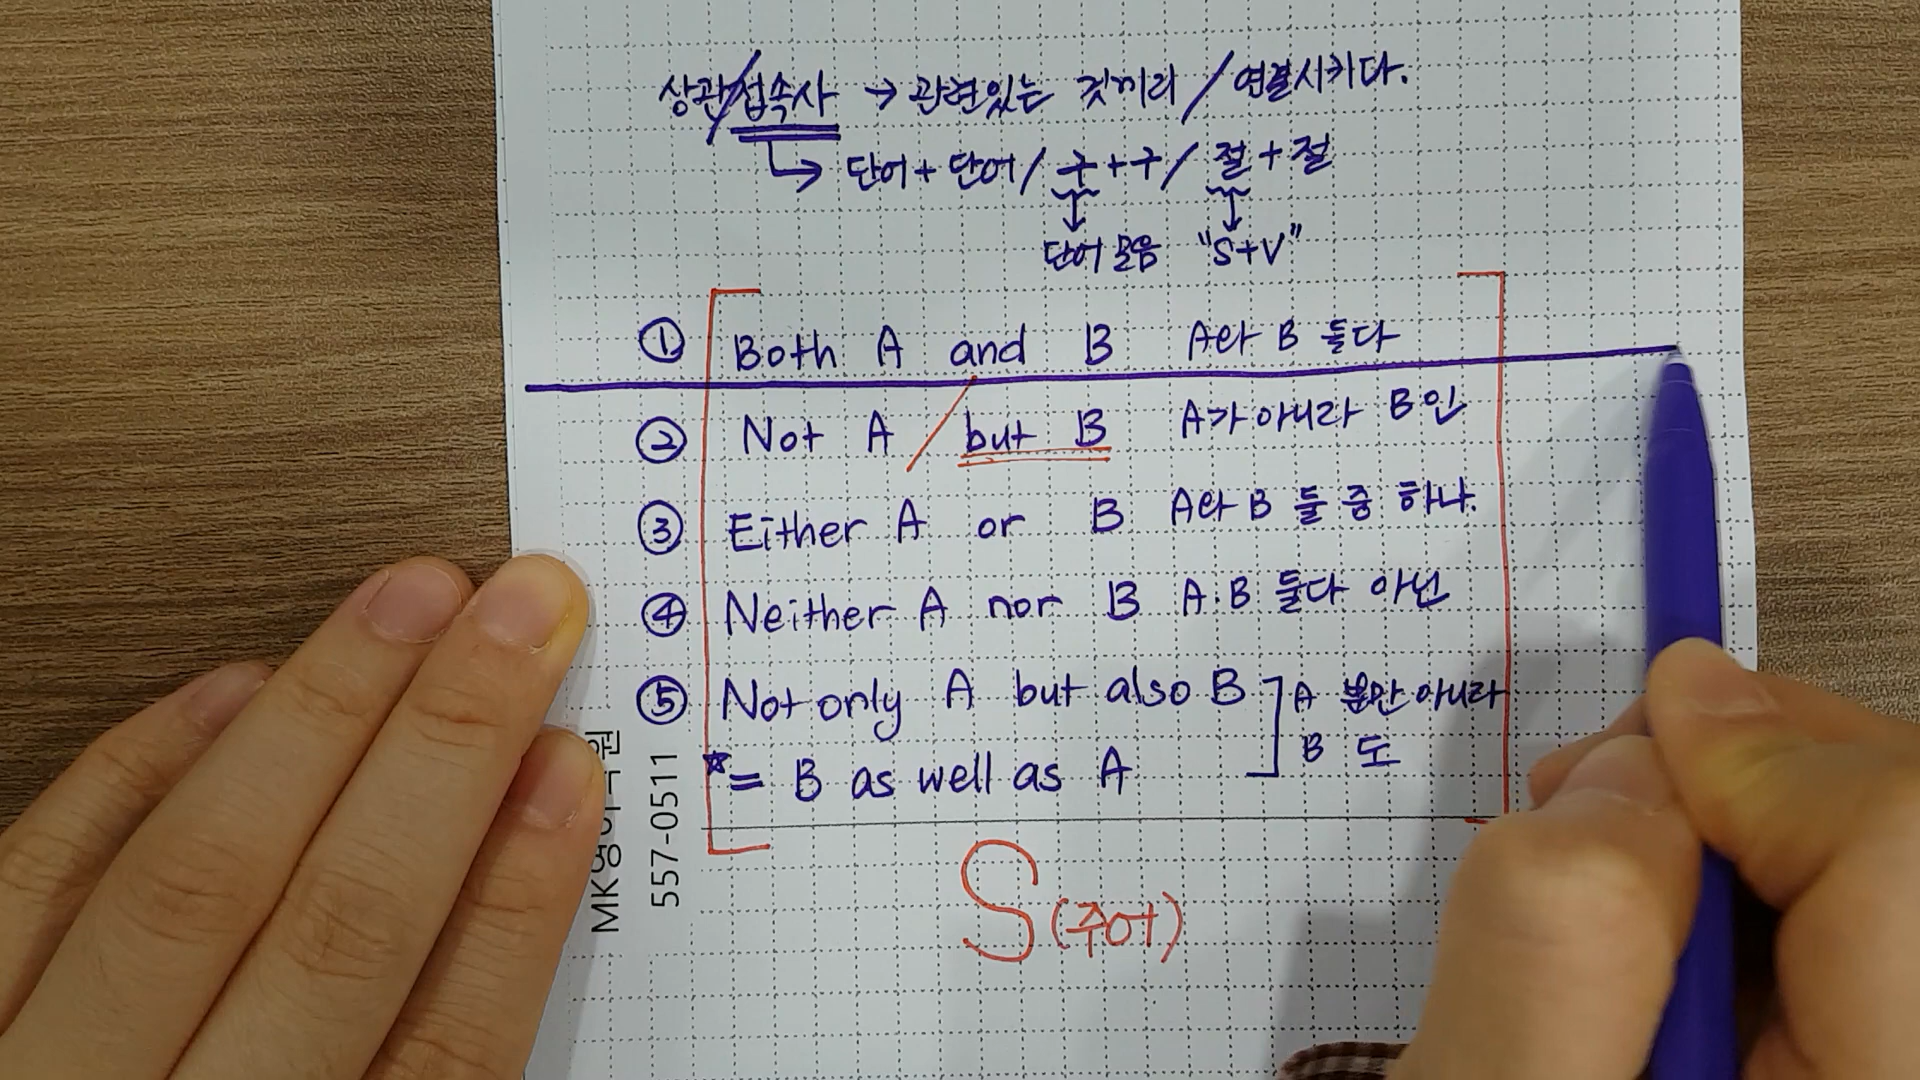 상관/접속사 → 관련있는 것끼리 / 연결시키다.
→ 단어 + 단어 / 구 + 구 / 절 + 절
↓ ↓
단어 모음 "S+V"
① Both A and B A와 B 둘다
② Not A / but B A가 아니라 B인
③ Either A or B A와 B 둘 중 하나.
④ Neither A nor B A.B 둘다 아닌
⑤ Not only A but also B ] A 뿐만 아니라
☆= B as well as A B 도
S (주어)
557-0511